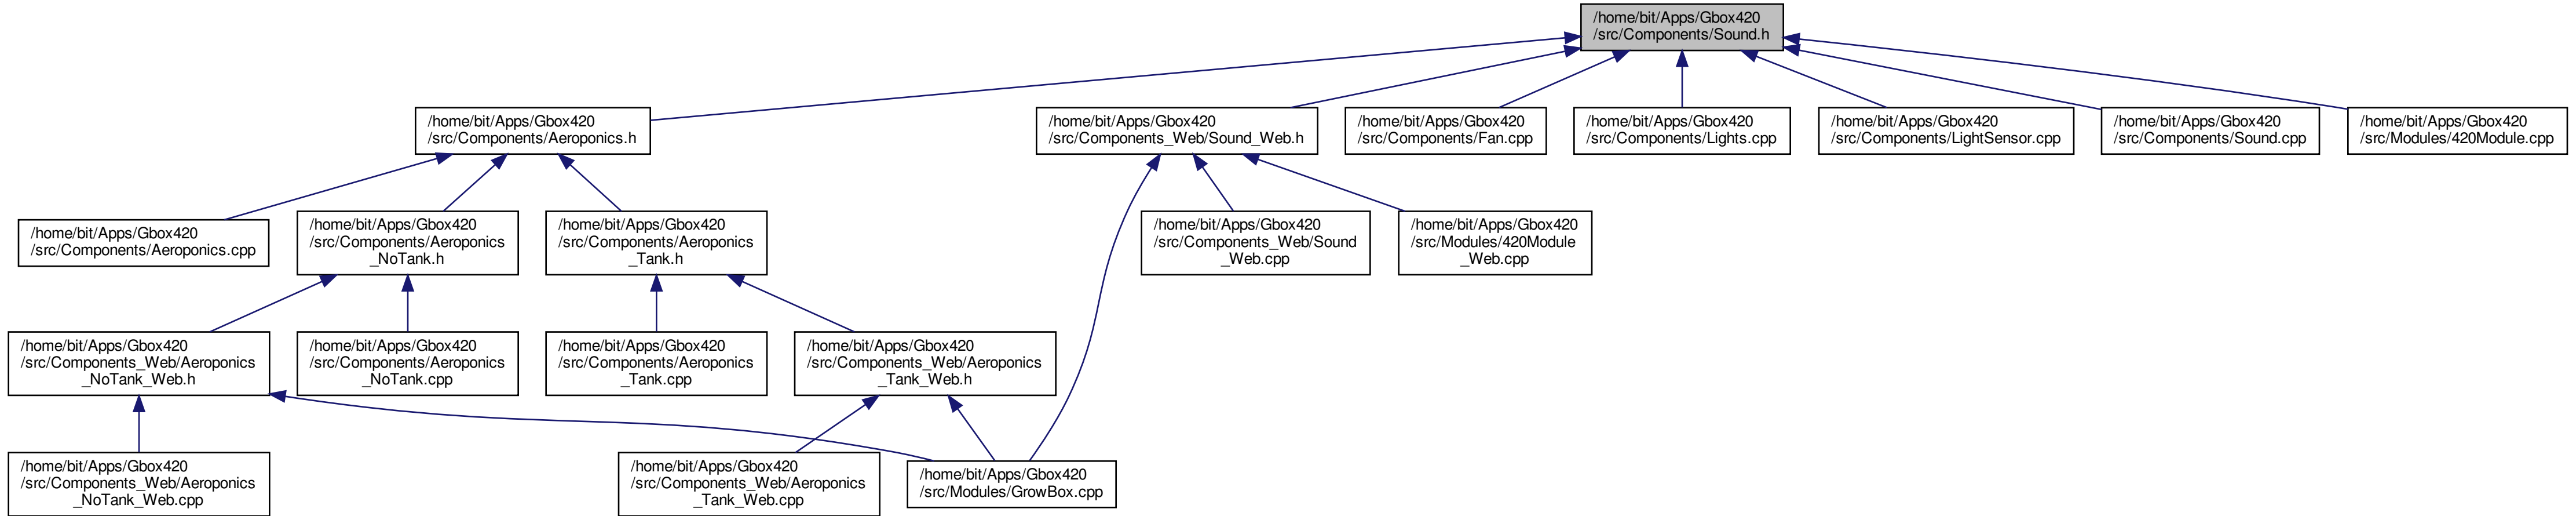 /home/bit/Apps/Gbox420
/src/Components/Sound.h
/home/bit/Apps/Gbox420
/src/Components/Aeroponics.h
/home/bit/Apps/Gbox420
/src/Components_Web/Sound_Web.h
/home/bit/Apps/Gbox420
/src/Components/Fan.cpp
/home/bit/Apps/Gbox420
/src/Components/Lights.cpp
/home/bit/Apps/Gbox420
/src/Components/LightSensor.cpp
/home/bit/Apps/Gbox420
/src/Components/Sound.cpp
/home/bit/Apps/Gbox420
/src/Modules/420Module.cpp
/home/bit/Apps/Gbox420
/src/Components/Aeroponics.cpp
/home/bit/Apps/Gbox420
/src/Components/Aeroponics
_NoTank.h
/home/bit/Apps/Gbox420
/src/Components/Aeroponics
_Tank.h
/home/bit/Apps/Gbox420
/src/Components_Web/Sound
_Web.cpp
/home/bit/Apps/Gbox420
/src/Modules/420Module
_Web.cpp
/home/bit/Apps/Gbox420
/src/Components_Web/Aeroponics
_NoTank_Web.h
/home/bit/Apps/Gbox420
/src/Components/Aeroponics
_NoTank.cpp
/home/bit/Apps/Gbox420
/src/Components/Aeroponics
_Tank.cpp
/home/bit/Apps/Gbox420
/src/Components_Web/Aeroponics
_Tank_Web.h
/home/bit/Apps/Gbox420
/src/Components_Web/Aeroponics
_NoTank_Web.cpp
/home/bit/Apps/Gbox420
/src/Components_Web/Aeroponics
_Tank_Web.cpp
/home/bit/Apps/Gbox420
/src/Modules/GrowBox.cpp